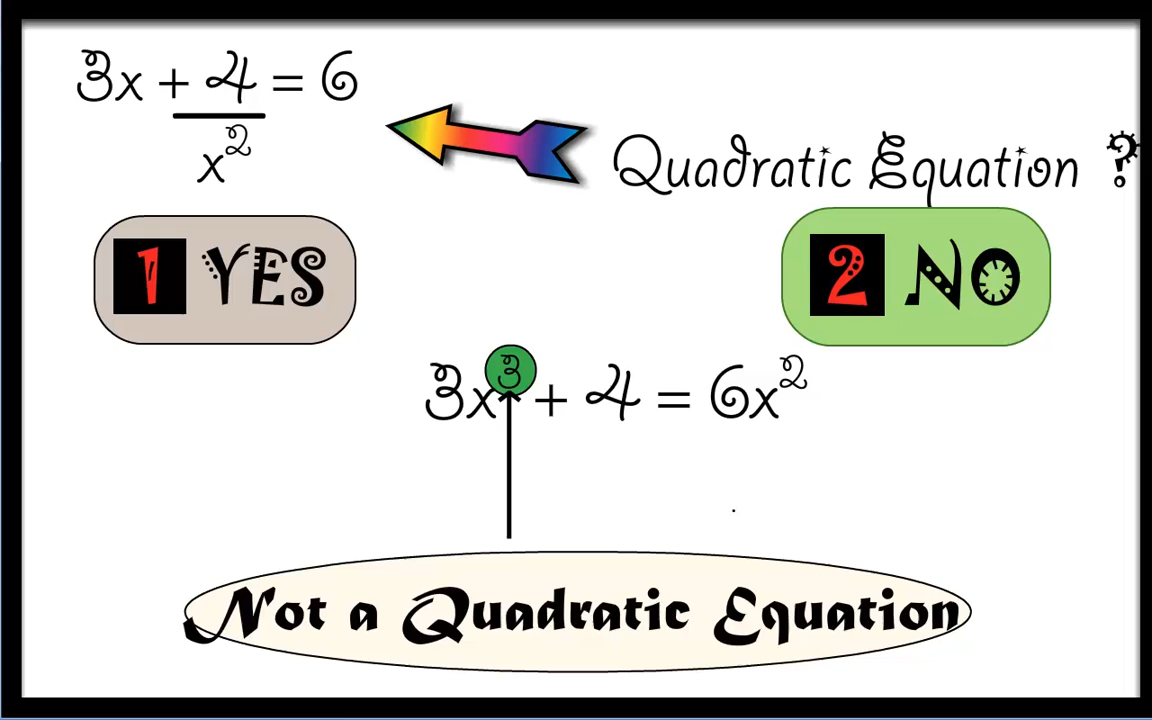 3x + 4 = 6
x²
Quadratic Equation ?
1 YES
2 NO
3x³ + 4 = 6x²
Not a Quadratic Equation